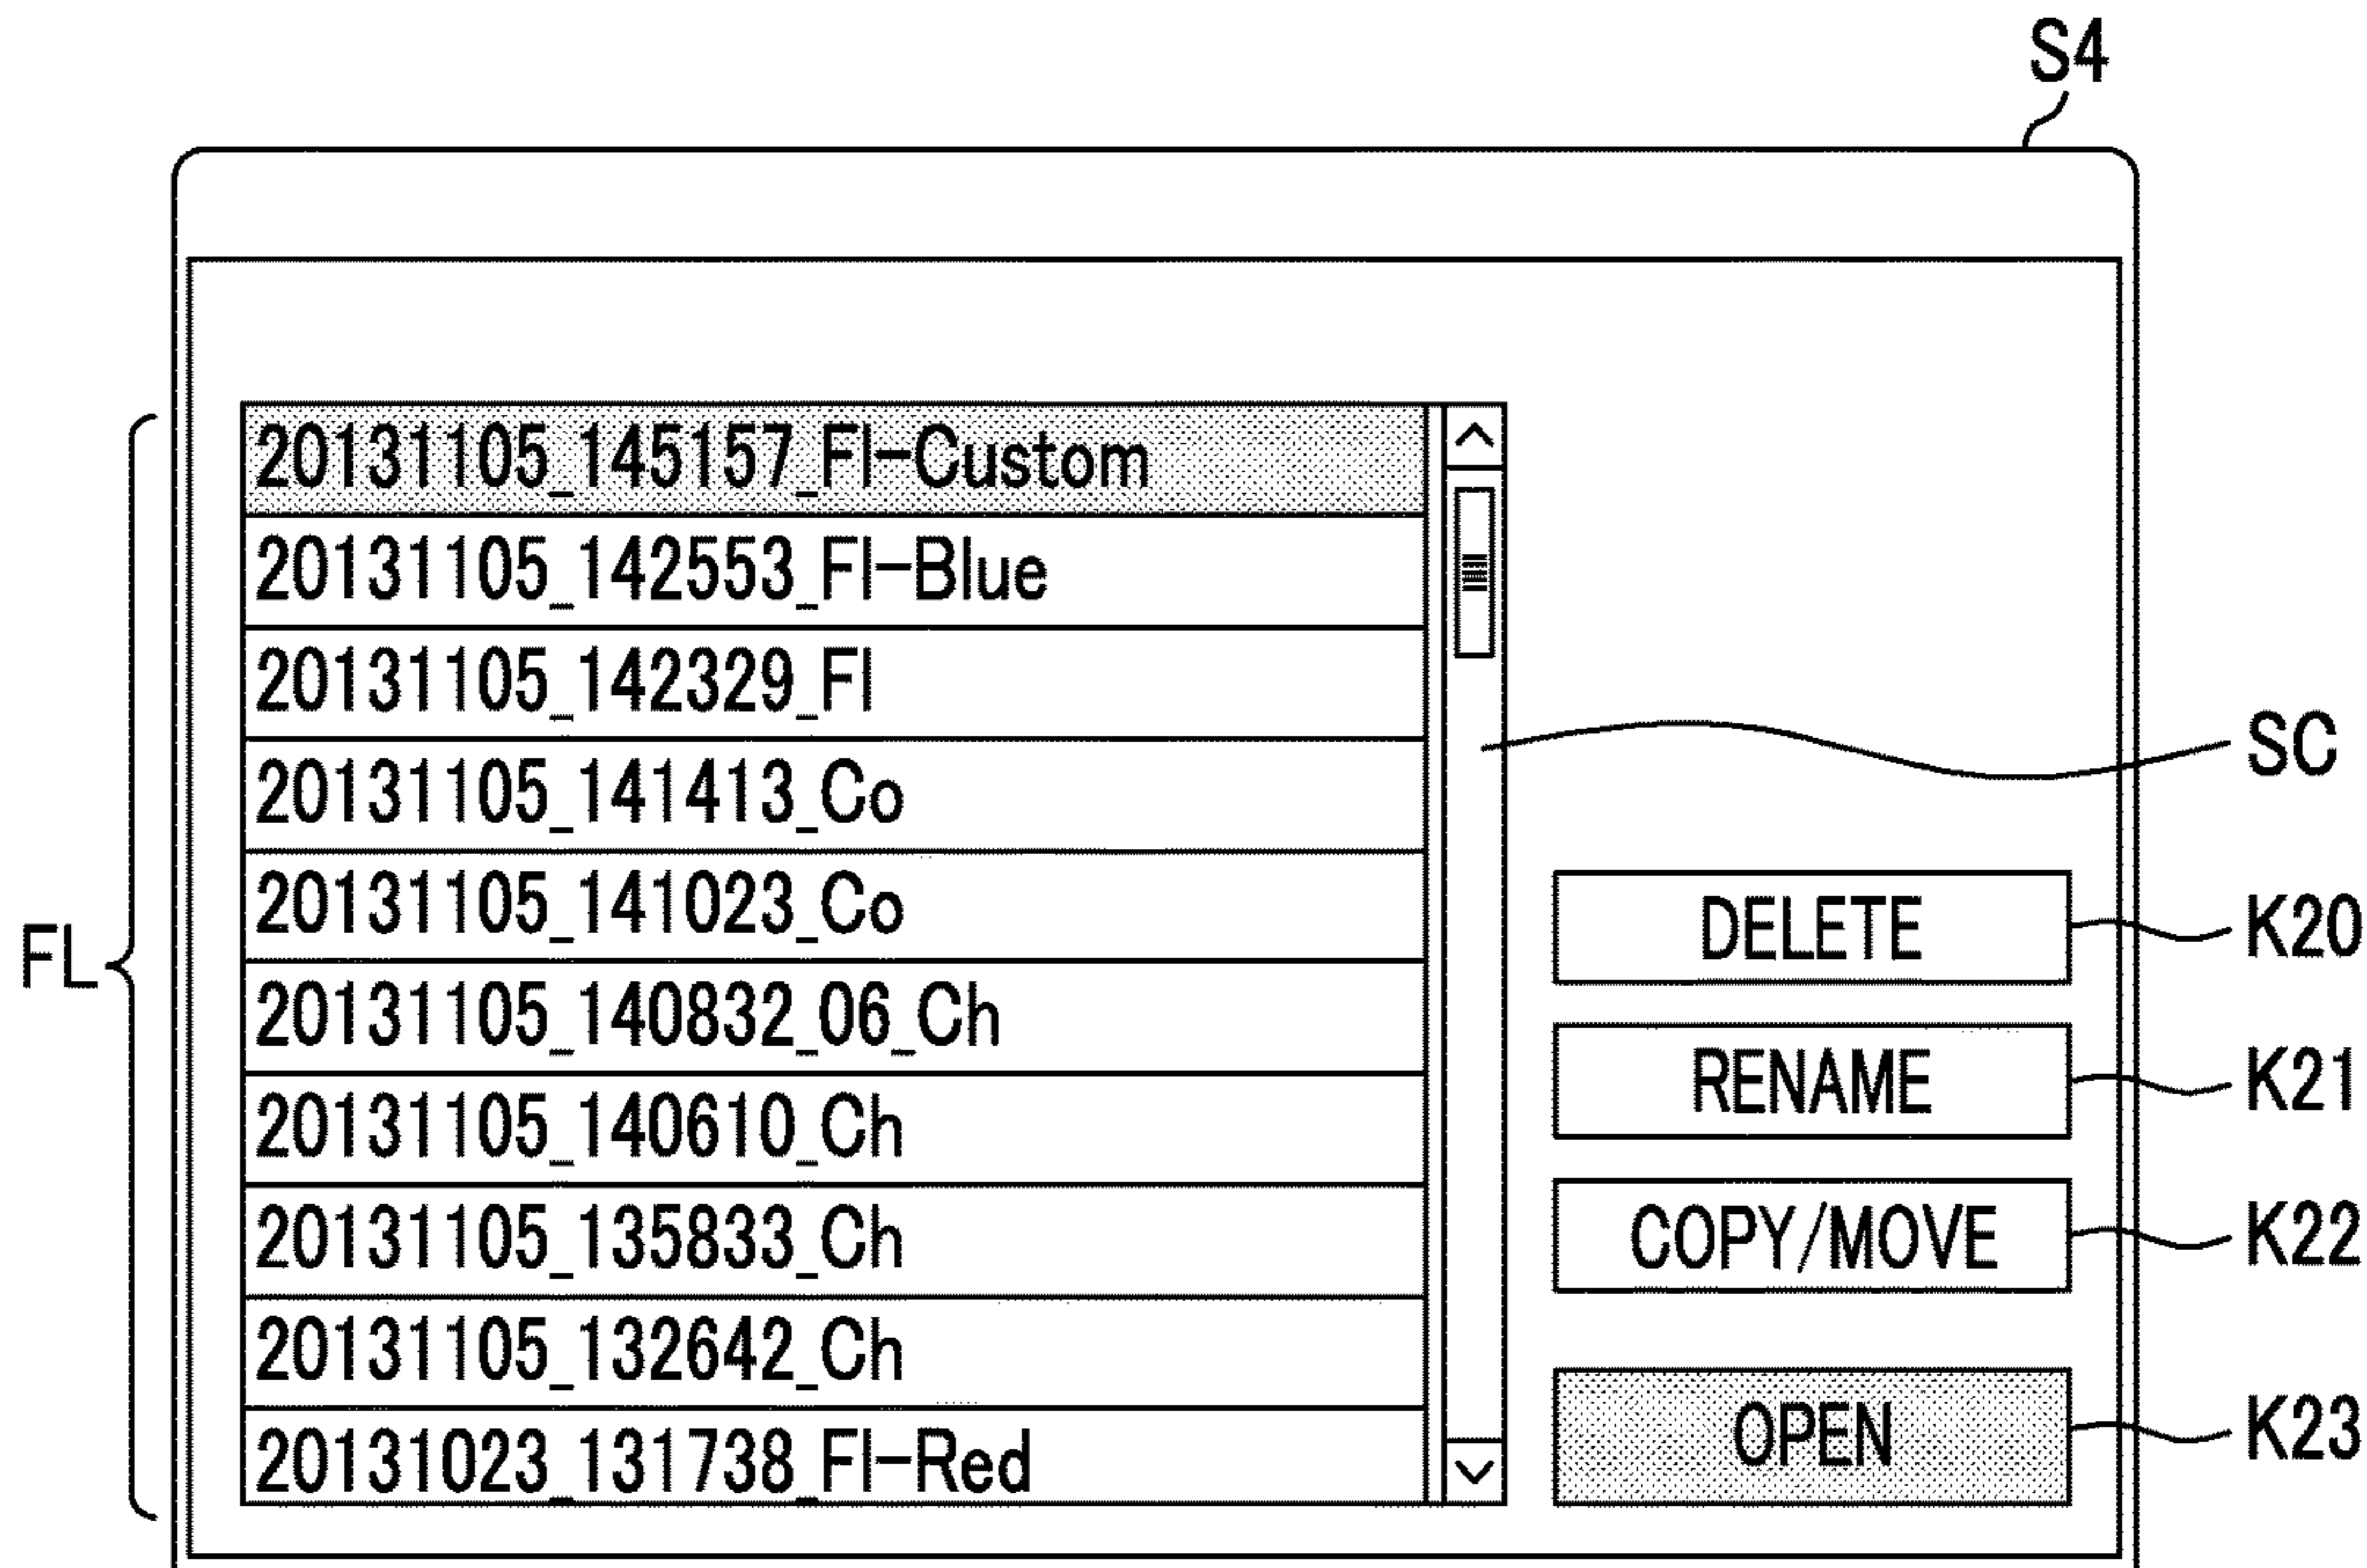 S4
20131105_145157_Fl-Custom
20131105_142553_Fl-Blue
20131105_142329_Fl
20131105_141413_Co
20131105_141023_Co
20131105_140832_06_Ch
20131105_140610_Ch
20131105_135833_Ch
20131105_132642_Ch
20131023_131738_Fl-Red
FL
SC
DELETE
K20
RENAME
K21
COPY/MOVE
K22
OPEN
K23